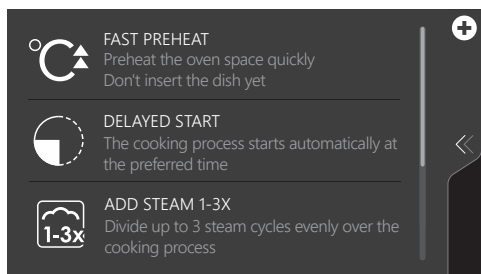 FAST PREHEAT
Preheat the oven space quickly
Don't insert the dish yet
DELAYED START
The cooking process starts automatically at
the preferred time
ADD STEAM 1-3X
1-3x
Divide up to 3 steam cycles evenly over the
cooking process